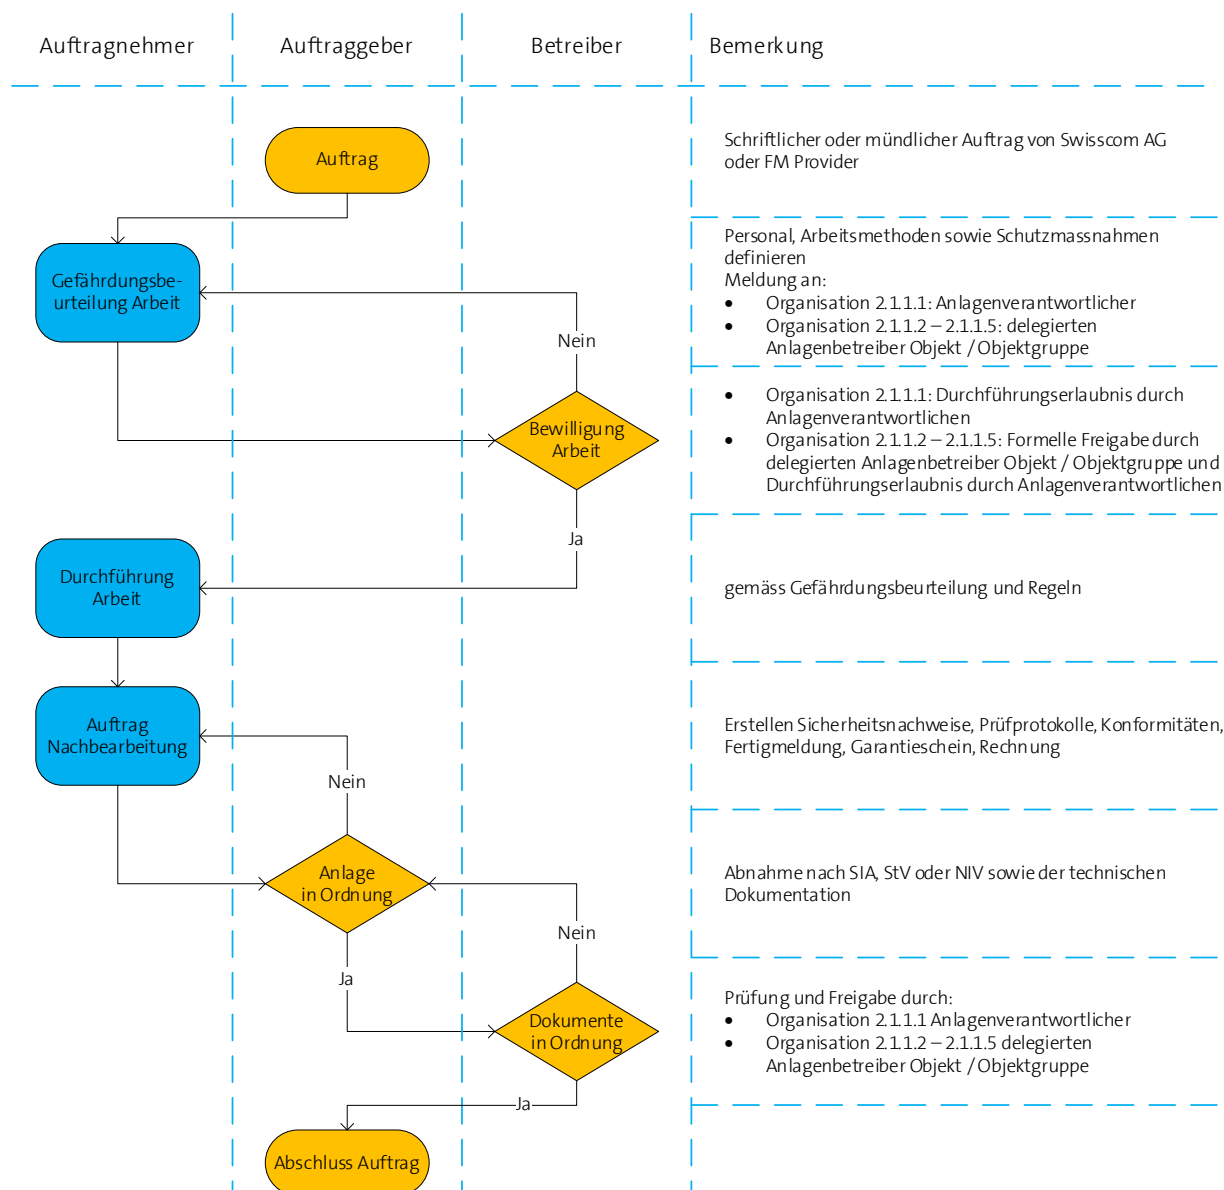 Auftragnehmer
Auftraggeber
Betreiber
Bemerkung
Auftrag
Schriftlicher oder mündlicher Auftrag von Swisscom AG
oder FM Provider
Gefährdungsbe-
urteilung Arbeit
Personal, Arbeitsmethoden sowie Schutzmassnahmen
definieren
Meldung an:
• Organisation 2.1.1.1: Anlagenverantwortlicher
• Organisation 2.1.1.2 – 2.1.1.5: delegierten
Anlagenbetreiber Objekt / Objektgruppe
Nein
Bewilligung
Arbeit
• Organisation 2.1.1.1: Durchführungserlaubnis durch
Anlagenverantwortlichen
• Organisation 2.1.1.2 – 2.1.1.5: Formelle Freigabe durch
delegierten Anlagenbetreiber Objekt / Objektgruppe und
Durchführungserlaubnis durch Anlagenverantwortlichen
Ja
Durchführung
Arbeit
gemäss Gefährdungsbeurteilung und Regeln
Auftrag
Nachbearbeitung
Erstellen Sicherheitsnachweise, Prüfprotokolle, Konformitäten,
Fertigmeldung, Garantieschein, Rechnung
Nein
Anlage
in Ordnung
Abnahme nach SIA, StV oder NIV sowie der technischen
Dokumentation
Nein
Ja
Dokumente
in Ordnung
Prüfung und Freigabe durch:
• Organisation 2.1.1.1 Anlagenverantwortlicher
• Organisation 2.1.1.2 – 2.1.1.5 delegierten
Anlagenbetreiber Objekt / Objektgruppe
Ja
Abschluss Auftrag